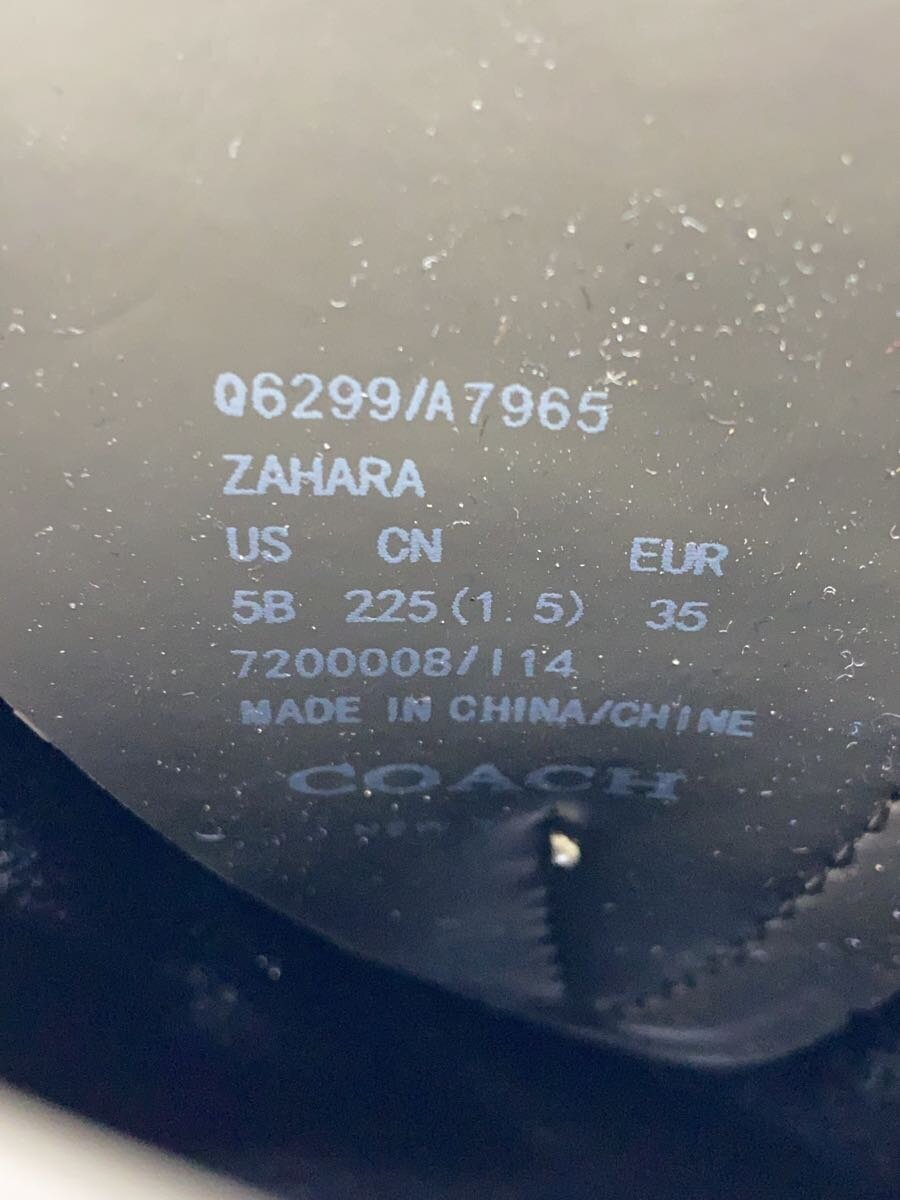 Q6299/A7965
ZAHARA
US CN EUR
5B 225(1.5) 35
7200008/I14
MADE IN CHINA/CHINE
COACH